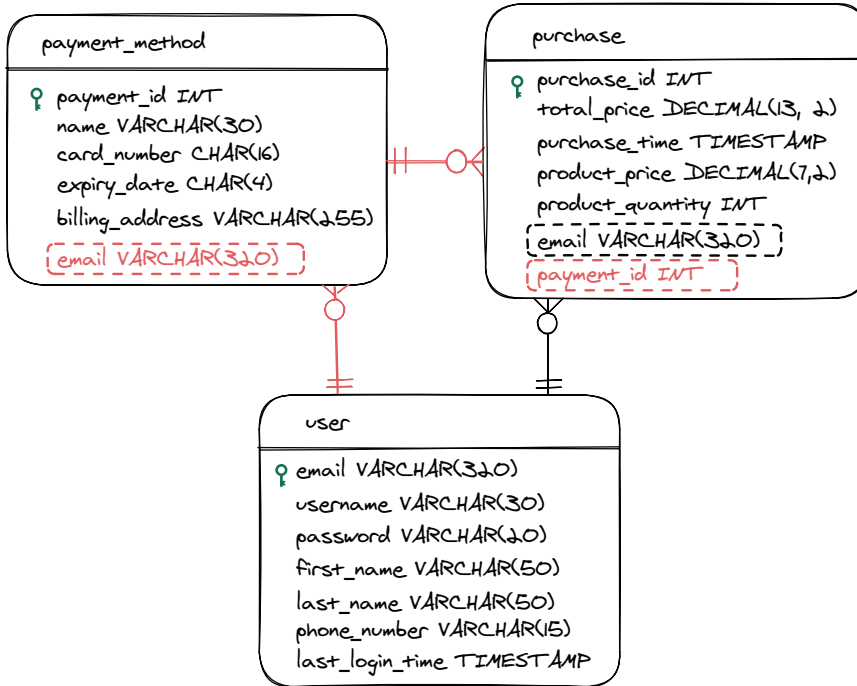 payment_method
payment_id INT
name VARCHAR(30)
card_number CHAR(16)
expiry_date CHAR(4)
billing_address VARCHAR(255)
email VARCHAR(320)
purchase
purchase_id INT
total_price DECIMAL(13, 2)
purchase_time TIMESTAMP
product_price DECIMAL(7,2)
product_quantity INT
email VARCHAR(320)
payment_id INT
user
email VARCHAR(320)
username VARCHAR(30)
password VARCHAR(20)
first_name VARCHAR(50)
last_name VARCHAR(50)
phone_number VARCHAR(15)
last_login_time TIMESTAMP